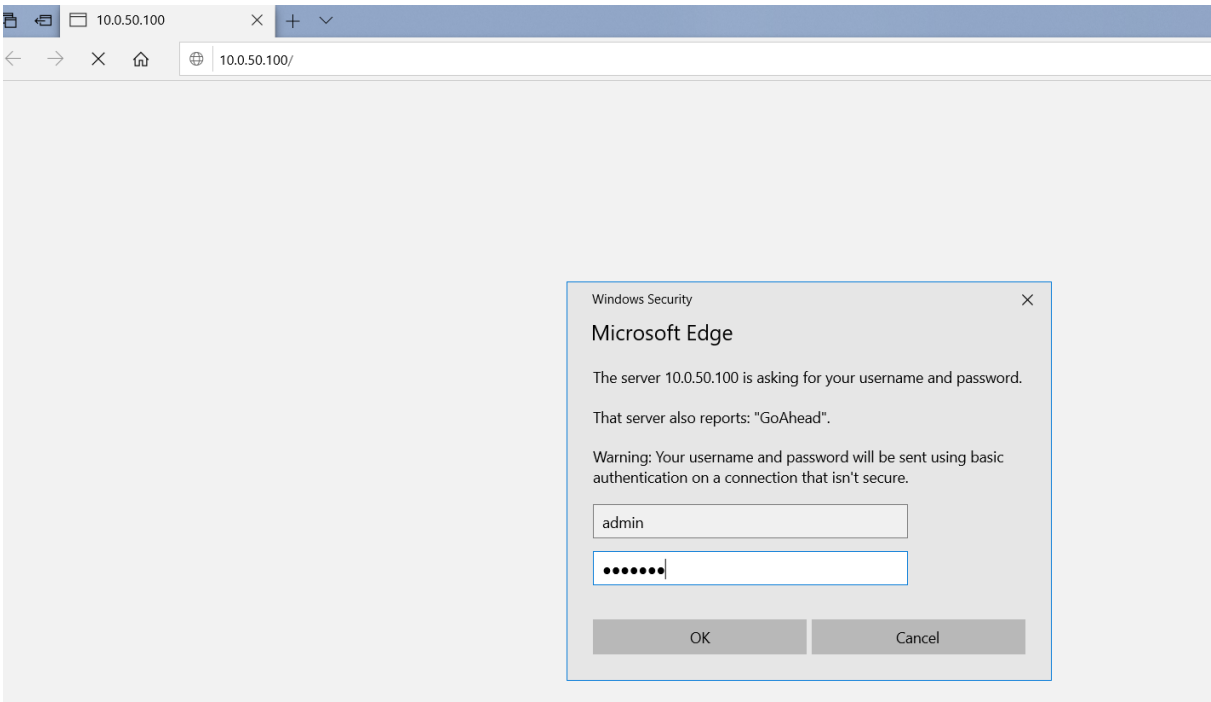 10.0.50.100
10.0.50.100/
Windows Security
Microsoft Edge
The server 10.0.50.100 is asking for your username and password.
That server also reports: "GoAhead".
Warning: Your username and password will be sent using basic
authentication on a connection that isn't secure.
admin
•••••••
OK Cancel